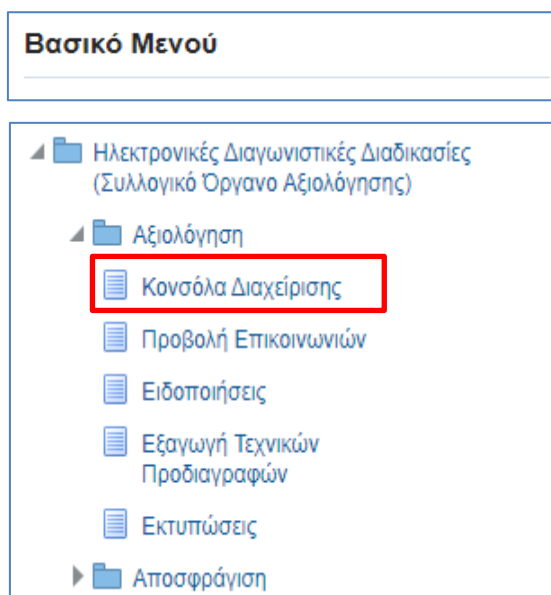 Βασικό Μενού
Ηλεκτρονικές Διαγωνιστικές Διαδικασίες
(Συλλογικό Όργανο Αξιολόγησης)
Αξιολόγηση
Κονσόλα Διαχείρισης
Προβολή Επικοινωνιών
Ειδοποιήσεις
Εξαγωγή Τεχνικών
Προδιαγραφών
Εκτυπώσεις
Αποσφράγιση